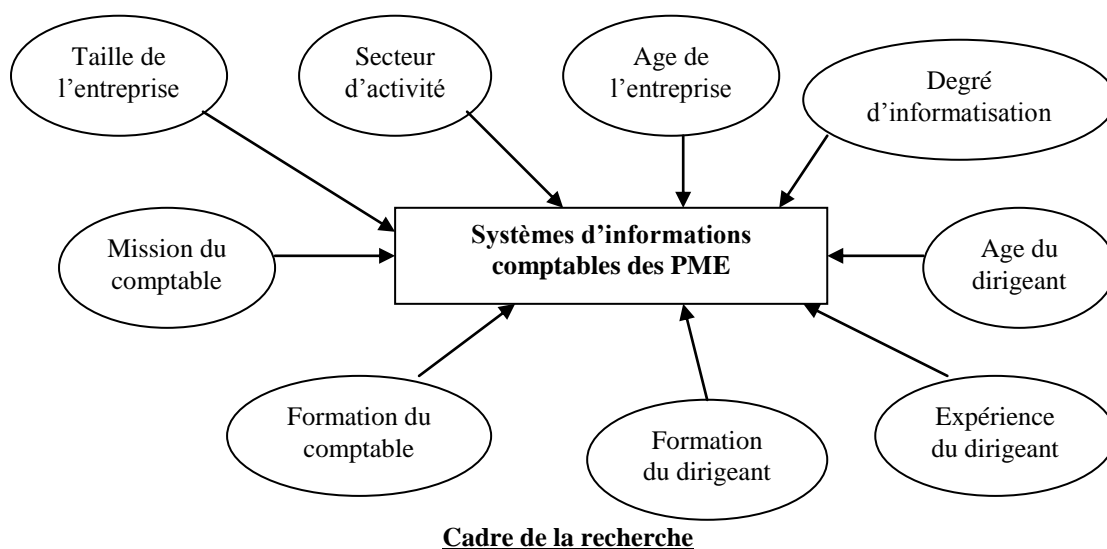 Taille de
l’entreprise
Secteur
d’activité
Age de
l’entreprise
Degré
d’informatisation
Systèmes d’informations
comptables des PME
Mission du
comptable
Age du
dirigeant
Formation du
comptable
Formation
du dirigeant
Expérience
du dirigeant
Cadre de la recherche